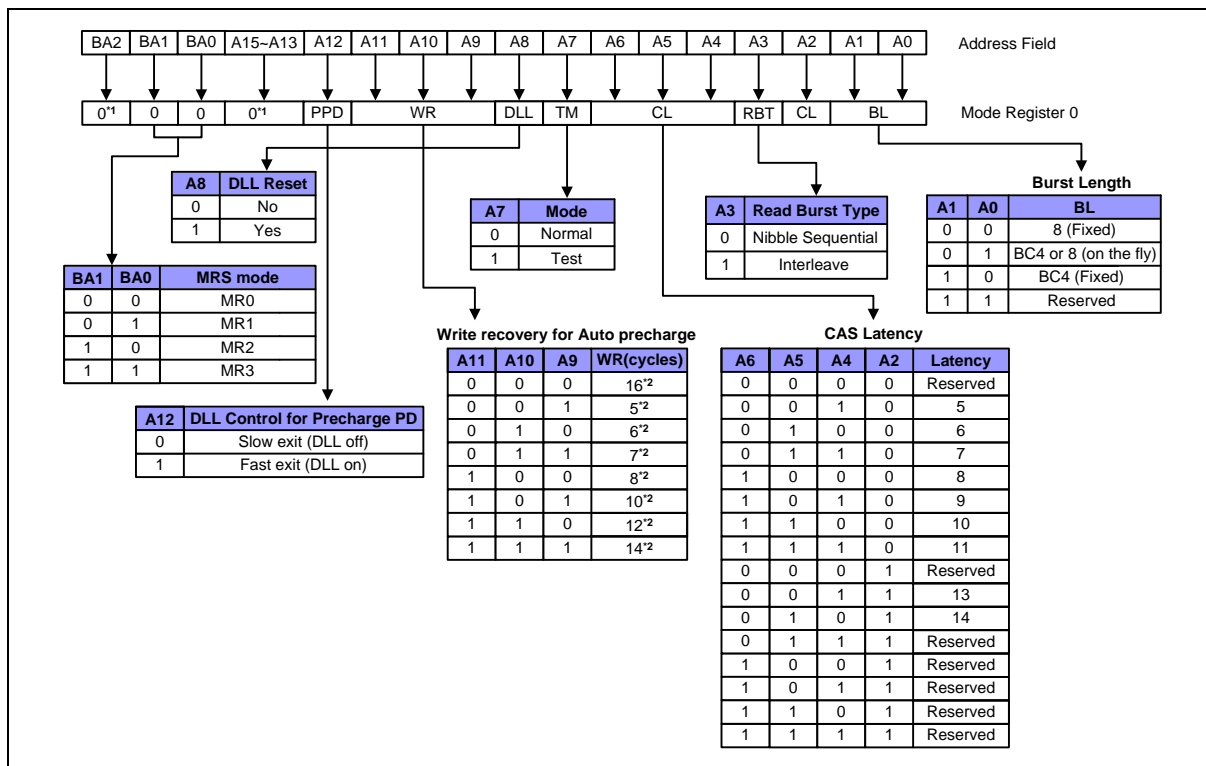 BA2 BA1 BA0 A15~A13 A12 A11 A10 A9 A8 A7 A6 A5 A4 A3 A2 A1 A0 Address Field
0*1 0 0 0*1 PPD WR DLL TM CL RBT CL BL Mode Register 0
A8 DLL Reset
0 No
1 Yes
A7 Mode
0 Normal
1 Test
A3 Read Burst Type
0 Nibble Sequential
1 Interleave
Burst Length
A1 A0 BL
0 0 8 (Fixed)
0 1 BC4 or 8 (on the fly)
1 0 BC4 (Fixed)
1 1 Reserved
BA1 BA0 MRS mode
0 0 MR0
0 1 MR1
1 0 MR2
1 1 MR3
A12 DLL Control for Precharge PD
0 Slow exit (DLL off)
1 Fast exit (DLL on)
Write recovery for Auto precharge
A11 A10 A9 WR(cycles)
0 0 0 16*2
0 0 1 5*2
0 1 0 6*2
0 1 1 7*2
1 0 0 8*2
1 0 1 10*2
1 1 0 12*2
1 1 1 14*2
CAS Latency
A6 A5 A4 A2 Latency
0 0 0 0 Reserved
0 0 1 0 5
0 1 0 0 6
0 1 1 0 7
1 0 0 0 8
1 0 1 0 9
1 1 0 0 10
1 1 1 0 11
0 0 0 1 Reserved
0 0 1 1 13
0 1 0 1 14
0 1 1 1 Reserved
1 0 0 1 Reserved
1 0 1 1 Reserved
1 1 0 1 Reserved
1 1 1 1 Reserved